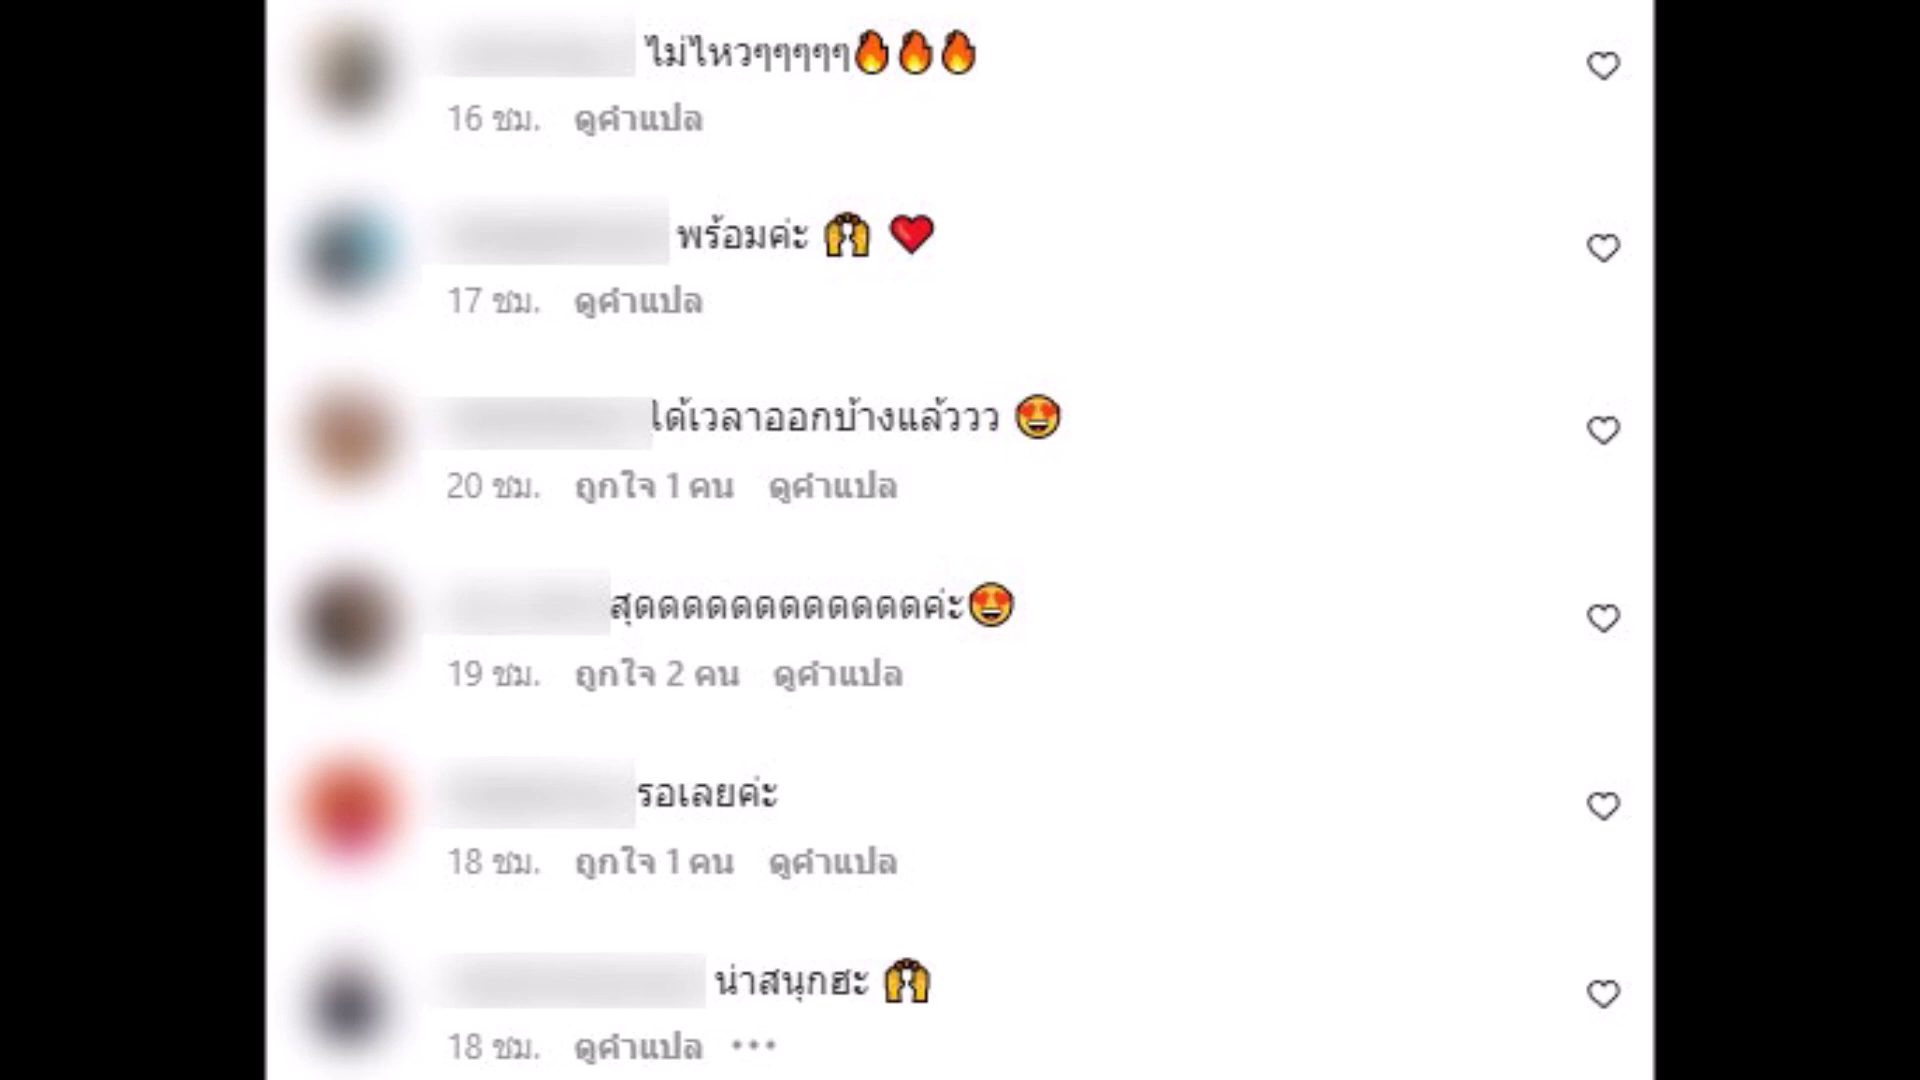 ไม่ไหวๆๆๆๆๆ🔥🔥🔥
16 ชม. ดูคำแปล
พร้อมค่ะ 🙌 ❤️
17 ชม. ดูคำแปล
ได้เวลาออกบ้างแล้ววว 😍
20 ชม. ถูกใจ 1 คน ดูคำแปล
สุดดดดดดดดดดดดค่ะ😍
19 ชม. ถูกใจ 2 คน ดูคำแปล
รอเลยค่ะ
18 ชม. ถูกใจ 1 คน ดูคำแปล
น่าสนุกฮะ 🙌
18 ชม. ดูคำแปล •••